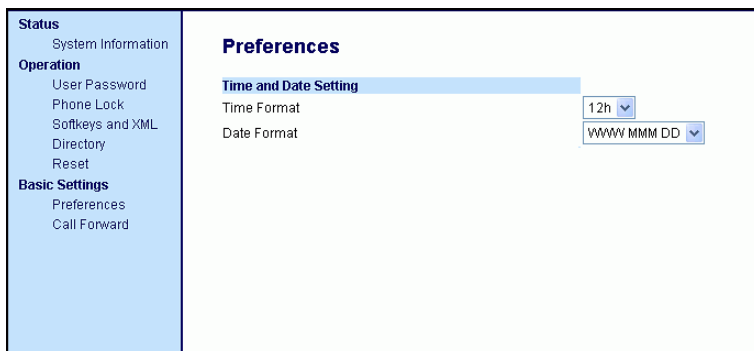 Status
System Information
Operation
User Password
Phone Lock
Softkeys and XML
Directory
Reset
Basic Settings
Preferences
Call Forward
Preferences
Time and Date Setting
Time Format 12h
Date Format WWW MMM DD